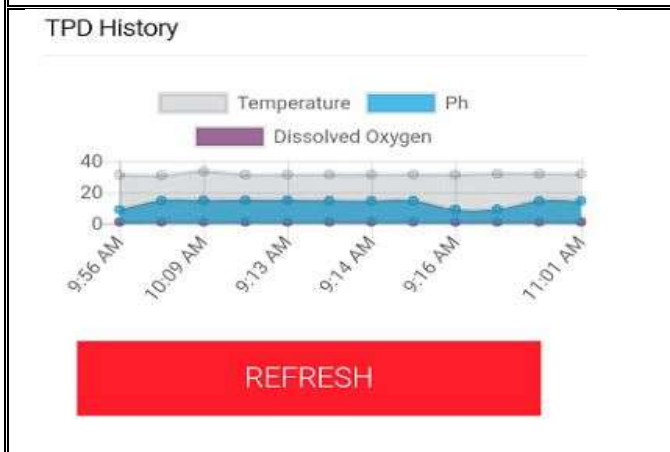 TPD History
Temperature Ph
Dissolved Oxygen
40
20
0
9:56 AM 10:09 AM 9:13 AM 9:14 AM 9:16 AM 11:01 AM
REFRESH